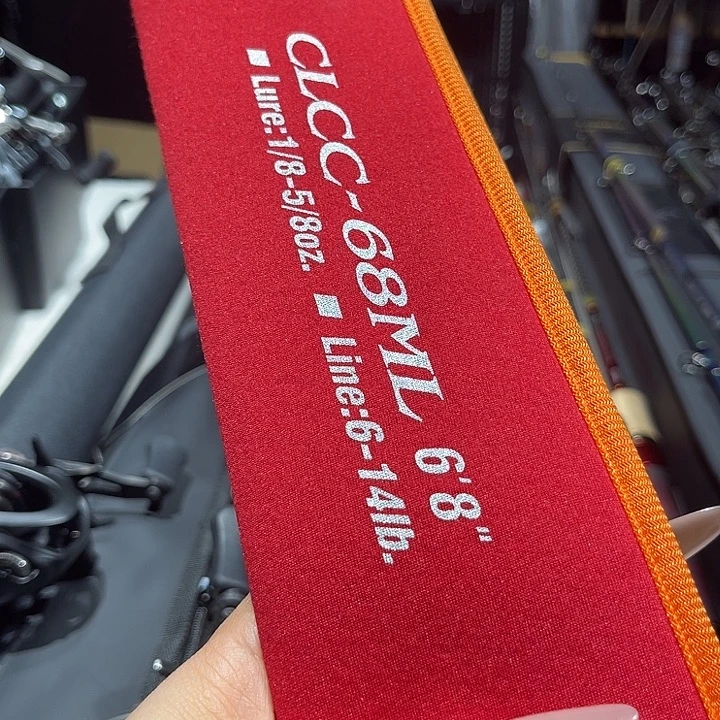 CLCC-68ML 6'8"
■ Lure:1/8-5/8oz. ■ Line:6-14lb.